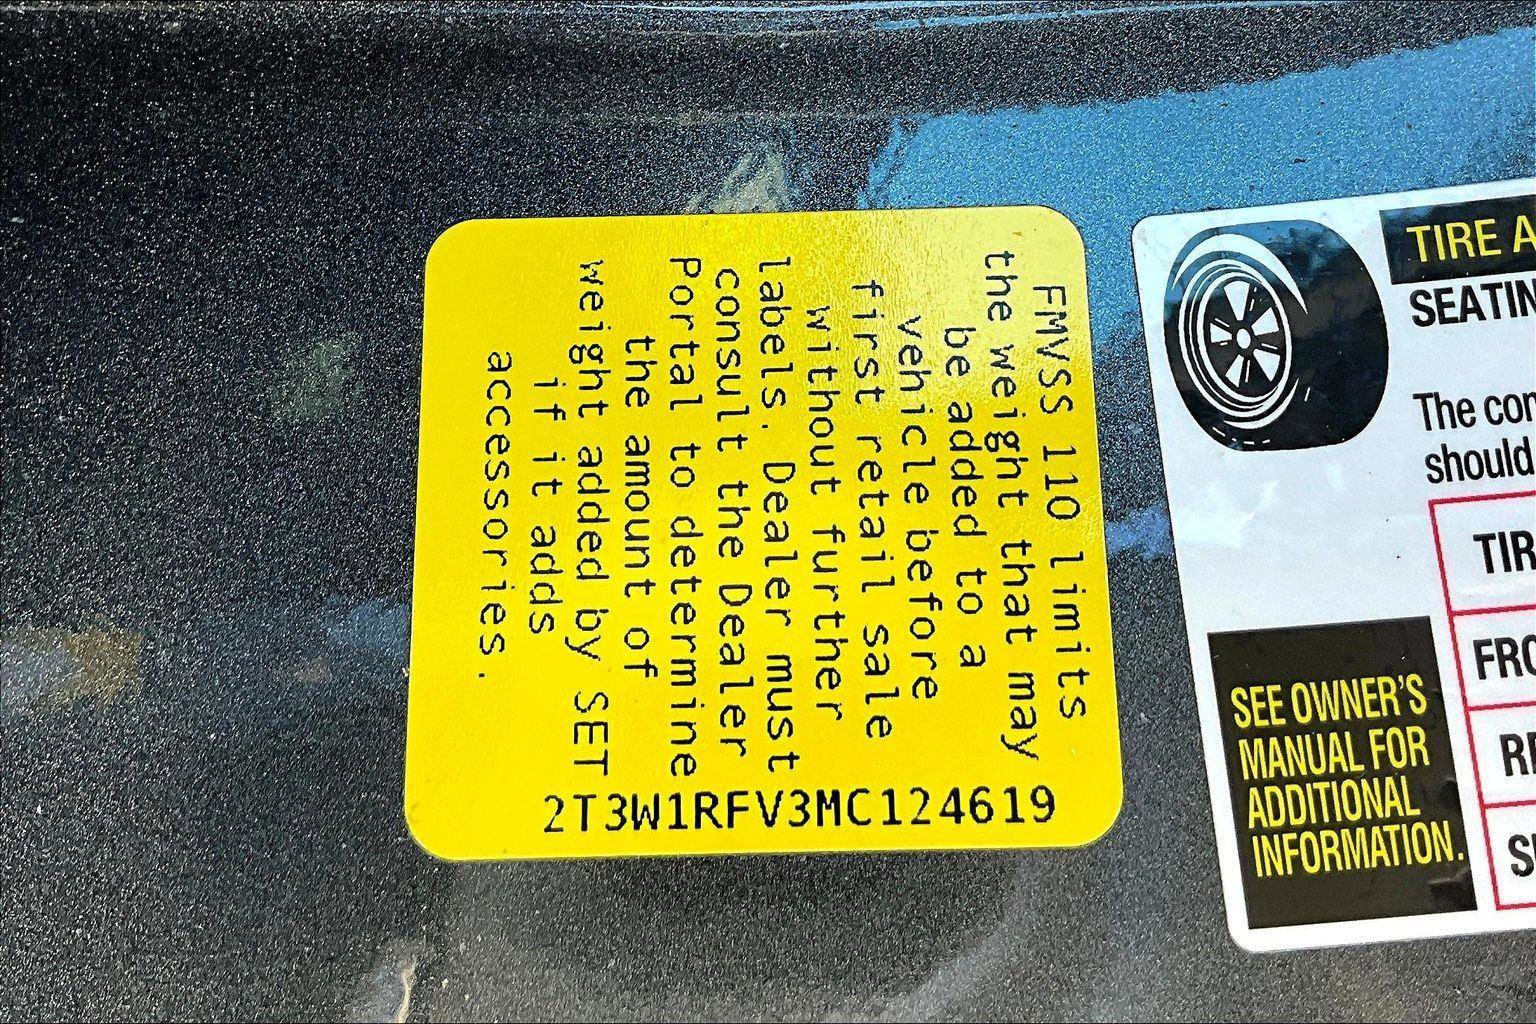 FMVSS 110 limits
the weight that may
be added to a
vehicle before
first retail sale
without further
labels. Dealer must
consult the Dealer
Portal to determine
the amount of
weight added by SET
if it adds
accessories.
2T3W1RFV3MC124619
TIRE A
SEATIN
The con
should
TIR
FRO
RE
SEE OWNER'S
MANUAL FOR
ADDITIONAL
INFORMATION.